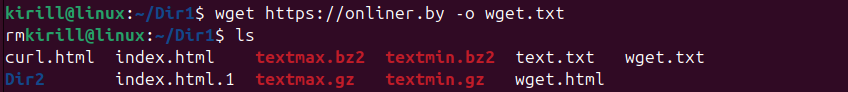 kirill@linux:~/Dir1$ wget https://onliner.by -o wget.txt
rmkirill@linux:~/Dir1$ ls
curl.html  index.html    textmax.bz2  textmin.bz2  text.txt   wget.txt
Dir2       index.html.1  textmax.gz   textmin.gz   wget.html